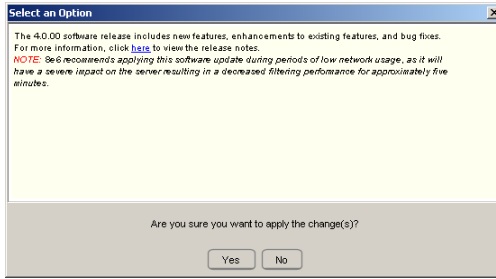 Select an Option
The 4.0.00 software release includes new features, enhancements to existing features, and bug fixes.
For more information, click here to view the release notes.
NOTE: 8e6 recommends applying this software update during periods of low network usage, as it will
have a severe impact on the server resulting in a decreased filtering performance for approximately five
minutes.
Are you sure you want to apply the change(s)?
Yes No